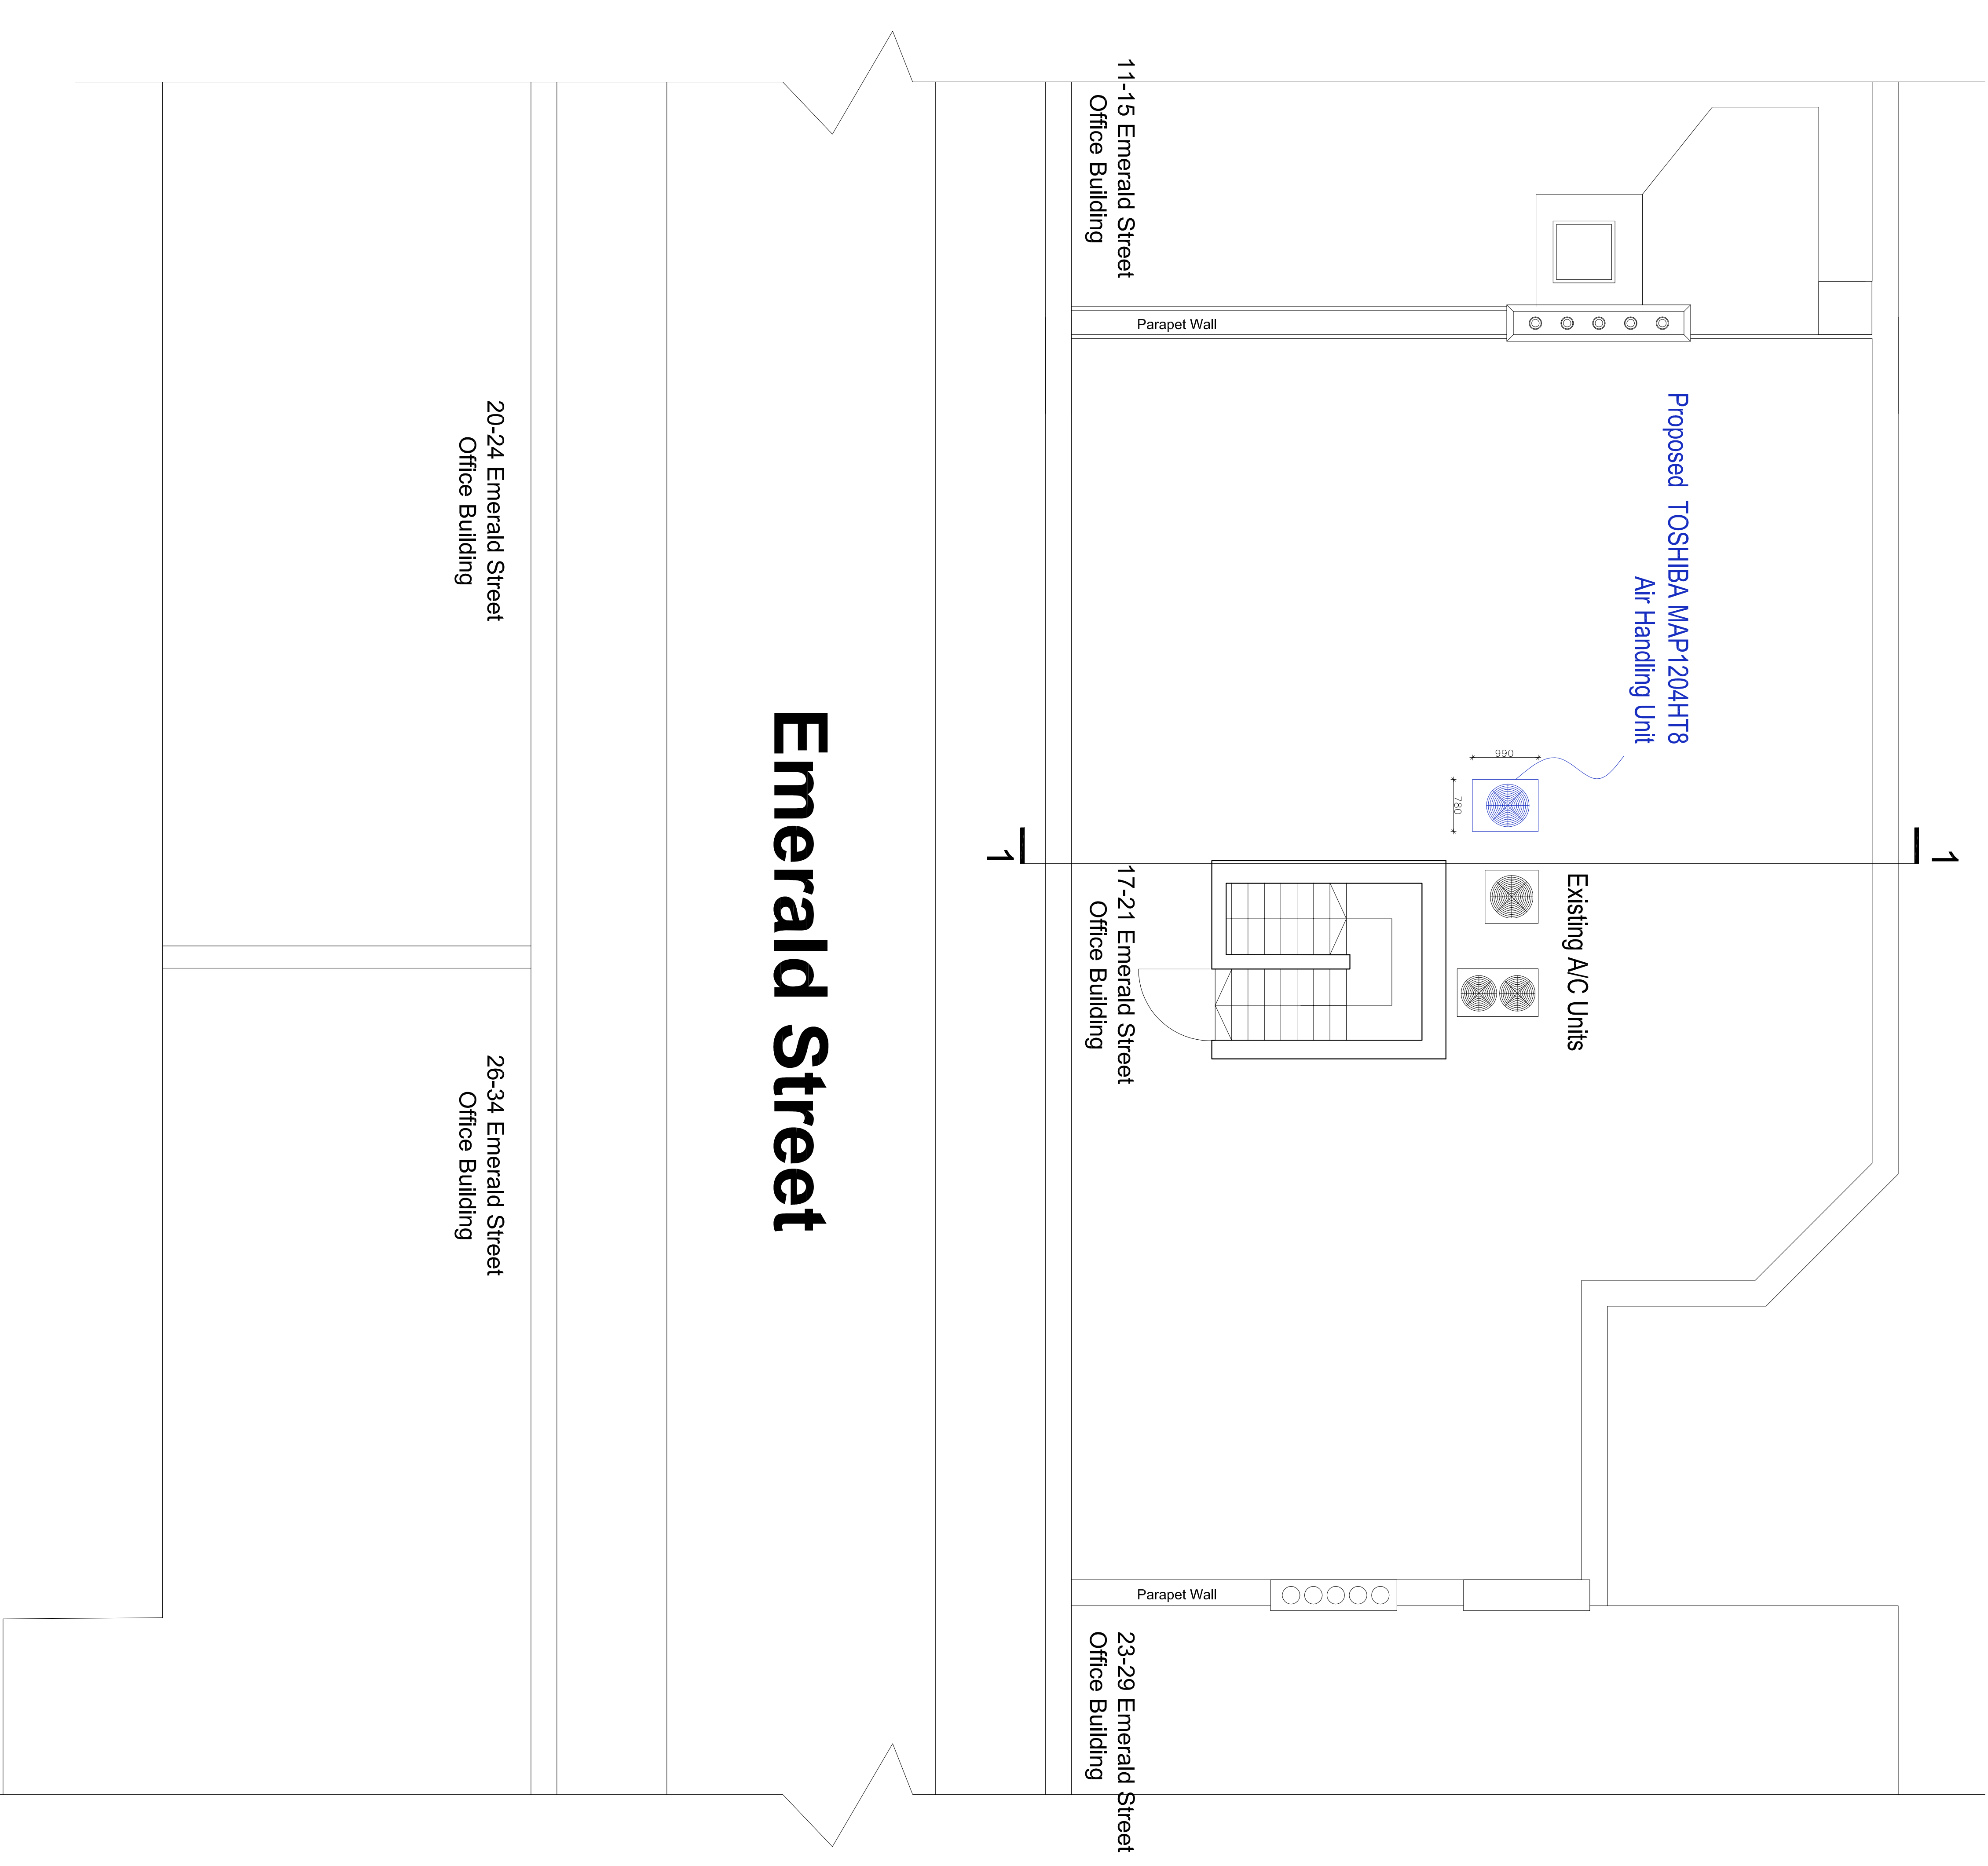 11-15 Emerald Street
Office Building
Parapet Wall
Proposed TOSHIBA MAP1204HT8
Air Handling Unit
990
780
1
1
Existing A/C Units
17-21 Emerald Street
Office Building
Emerald Street
20-24 Emerald Street
Office Building
26-34 Emerald Street
Office Building
Parapet Wall
23-29 Emerald Street
Office Building